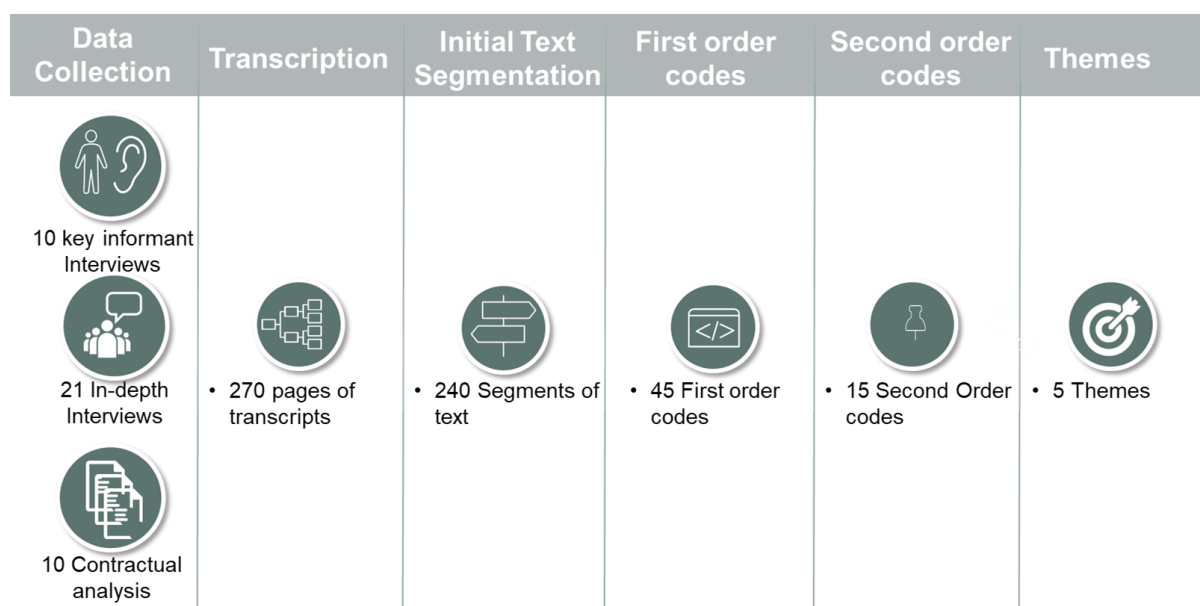 Data
Collection
Transcription
Initial Text
Segmentation
First order
codes
Second order
codes
Themes
10 key informant
Interviews
21 In-depth
Interviews
10 Contractual
analysis
• 270 pages of
transcripts
• 240 Segments of
text
</>
• 45 First order
codes
• 15 Second Order
codes
• 5 Themes